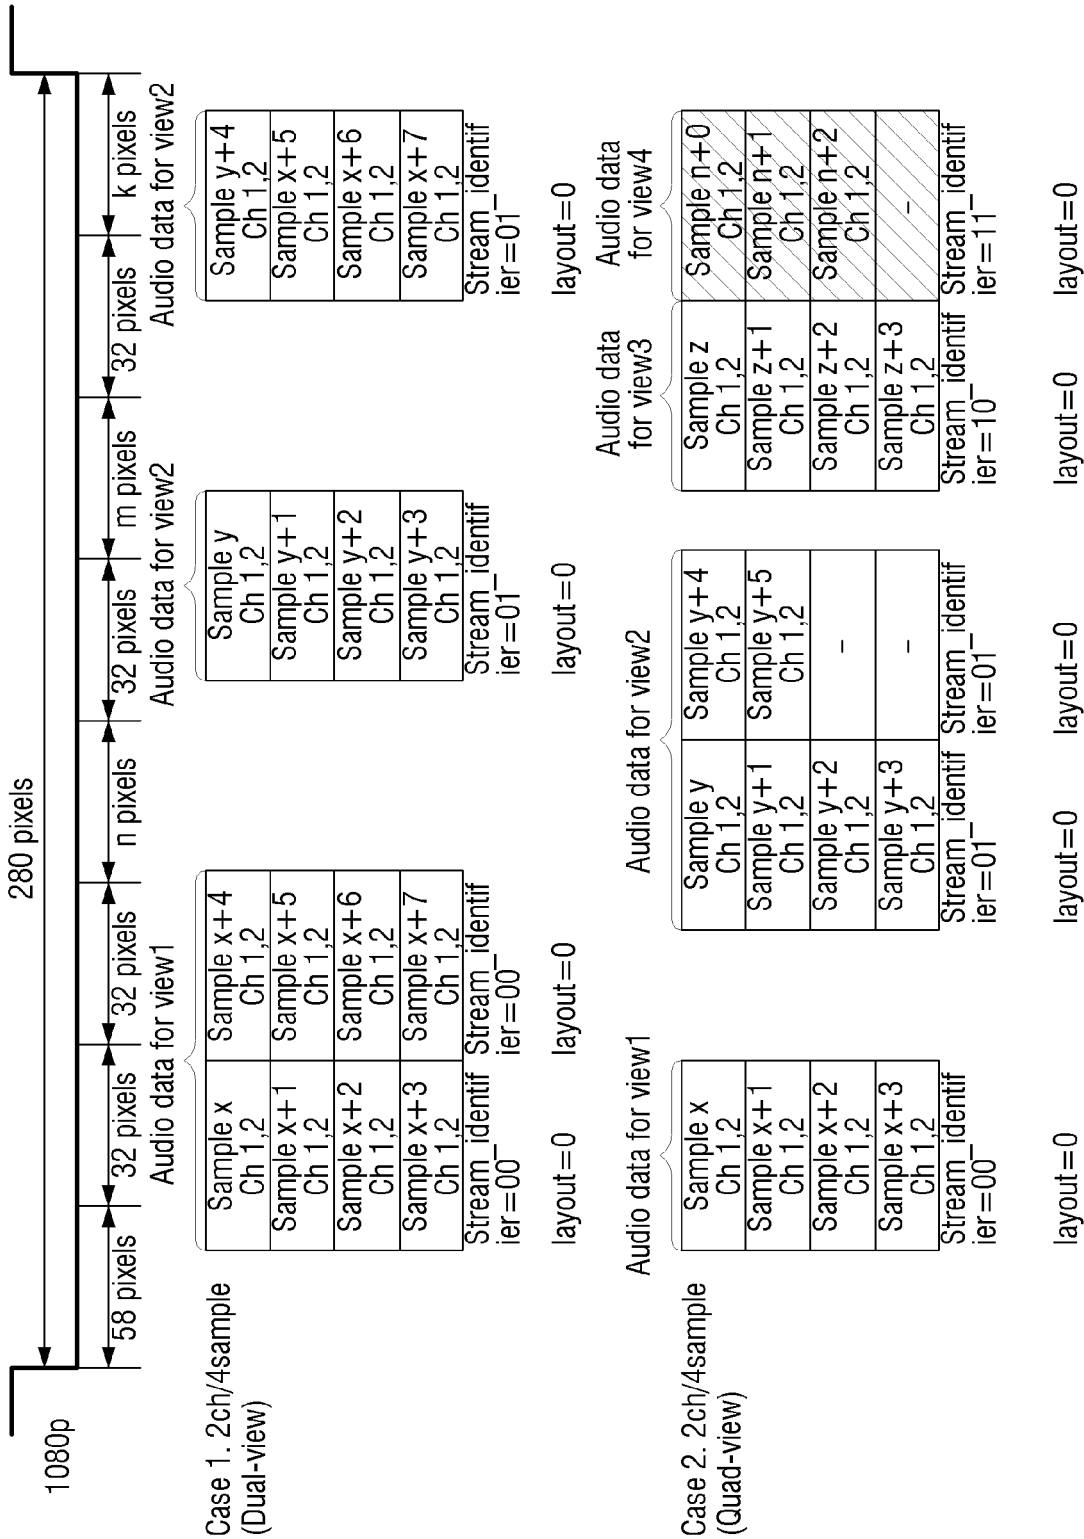 1080p
280 pixels
58 pixels
32 pixels
32 pixels
n pixels
32 pixels
m pixels
32 pixels
k pixels
Case 1. 2ch/4sample
(Dual-view)
Audio data for view1
Sample x
Ch 1,2
Sample x+1
Ch 1,2
Sample x+2
Ch 1,2
Sample x+3
Ch 1,2
Stream_identif
ier=00
layout=0
Sample x+4
Ch 1,2
Sample x+5
Ch 1,2
Sample x+6
Ch 1,2
Sample x+7
Ch 1,2
Stream_identif
ier=00
layout=0
Audio data for view2
Sample y
Ch 1,2
Sample y+1
Ch 1,2
Sample y+2
Ch 1,2
Sample y+3
Ch 1,2
Stream_identif
ier=01
layout=0
Audio data for view2
Sample y+4
Ch 1,2
Sample x+5
Ch 1,2
Sample x+6
Ch 1,2
Sample x+7
Ch 1,2
Stream_identif
ier=01
layout=0
Case 2. 2ch/4sample
(Quad-view)
Audio data for view1
Sample x
Ch 1,2
Sample x+1
Ch 1,2
Sample x+2
Ch 1,2
Sample x+3
Ch 1,2
Stream_identif
ier=00
layout=0
Audio data for view2
Sample y
Ch 1,2
Sample y+1
Ch 1,2
Sample y+2
Ch 1,2
Sample y+3
Ch 1,2
Stream_identif
ier=01
layout=0
Sample y+4
Ch 1,2
Sample y+5
Ch 1,2
-
-
Stream_identif
ier=01
layout=0
Audio data
for view3
Sample z
Ch 1,2
Sample z+1
Ch 1,2
Sample z+2
Ch 1,2
Sample z+3
Ch 1,2
Stream_identif
ier=10
layout=0
Audio data
for view4
Sample n+0
Ch 1,2
Sample n+1
Ch 1,2
Sample n+2
Ch 1,2
-
Stream_identif
ier=11
layout=0